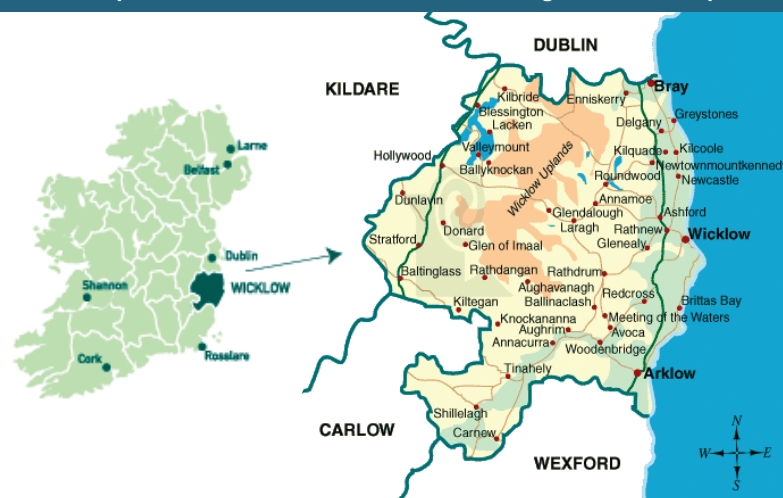 DUBLIN
KILDARE
Bray
Kilbride
Enniskerry
Blessington
Greystones
Lacken
Delgany
Larne
Valleymount
Kilquade
Kilcoole
Belfast
Hollywood
Newtownmountkenned
Ballyknockan
Roundwood
Newcastle
Wicklow Uplands
Dunlavin
Annamoe
Glendalough
Ashford
Laragh
Rathnew
Donard
Wicklow
Stratford
Glen of Imaal
Glenealy
Dublin
Baltinglass
Rathdangan
Rathdrum
Shannon
WICKLOW
Aughavanagh
Redcross
Kiltegan
Ballinaclash
Brittas Bay
Knockananna
Meeting of the Waters
Aughrim
Avoca
Annacurra
Woodenbridge
Rosslare
Cork
Tinahely
Arklow
Shillelagh
CARLOW
Carnew
WEXFORD
N
W
E
S